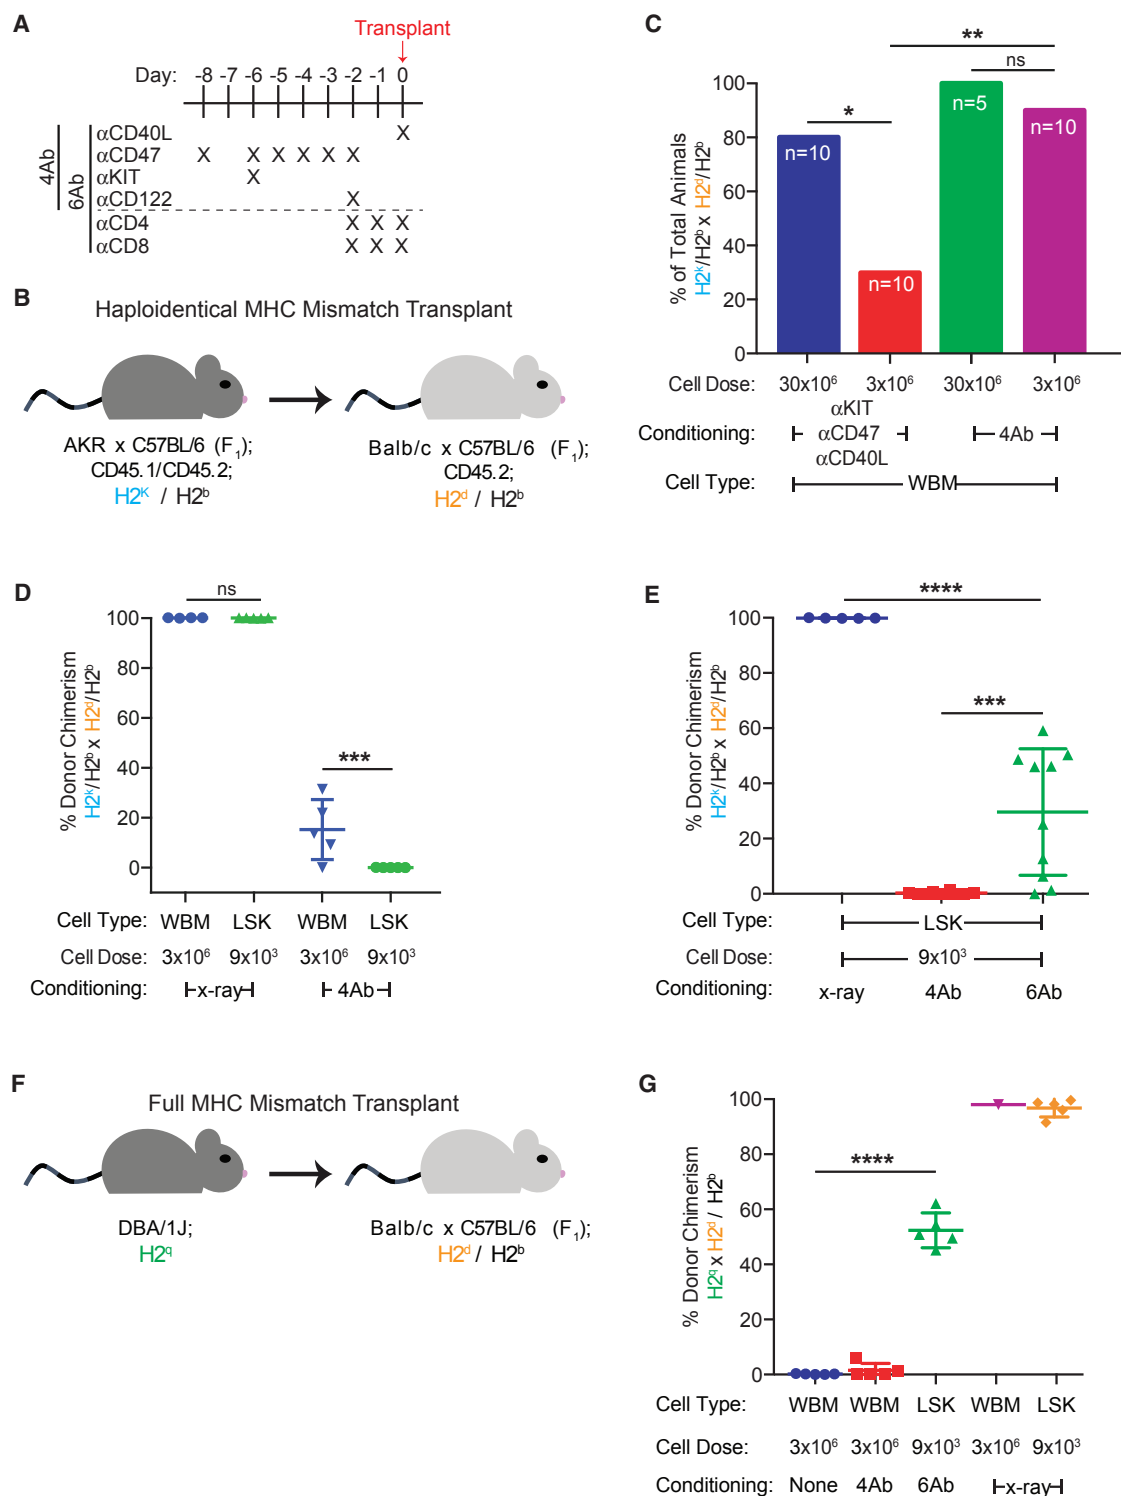 A
Transplant
Day: -8 -7 -6 -5 -4 -3 -2 -1 0
4Ab
6Ab
αCD40L X
αCD47 X X X X X X
αKIT X
αCD122 X
αCD4 X X X
αCD8 X X X
B
Haploidentical MHC Mismatch Transplant
AKR x C57BL/6 (F₁);
CD45.1/CD45.2;
H2ᴷ / H2ᵇ
Balb/c x C57BL/6 (F₁);
CD45.2;
H2ᵈ / H2ᵇ
C
% of Total Animals
H2ᵏ/H2ᵇ x H2ᵈ/H2ᵇ
100
80
60
40
20
0
**
ns
*
n=10
n=10
n=5
n=10
Cell Dose: 30x10⁶ 3x10⁶ 30x10⁶ 3x10⁶
Conditioning:
αKIT
αCD47
αCD40L
4Ab
Cell Type: WBM
D
% Donor Chimerism
H2ᵏ/H2ᵇ x H2ᵈ/H2ᵇ
100
80
60
40
20
0
ns
***
Cell Type: WBM LSK WBM LSK
Cell Dose: 3x10⁶ 9x10³ 3x10⁶ 9x10³
Conditioning: x-ray 4Ab
E
% Donor Chimerism
H2ᵏ/H2ᵇ x H2ᵈ/H2ᵇ
100
80
60
40
20
0
****
***
Cell Type: LSK
Cell Dose: 9x10³
Conditioning: x-ray 4Ab 6Ab
F
Full MHC Mismatch Transplant
DBA/1J;
H2q
Balb/c x C57BL/6 (F₁);
H2ᵈ / H2ᵇ
G
% Donor Chimerism
H2q x H2ᵈ / H2ᵇ
100
80
60
40
20
0
****
Cell Type: WBM WBM LSK WBM LSK
Cell Dose: 3x10⁶ 3x10⁶ 9x10³ 3x10⁶ 9x10³
Conditioning: None 4Ab 6Ab x-ray